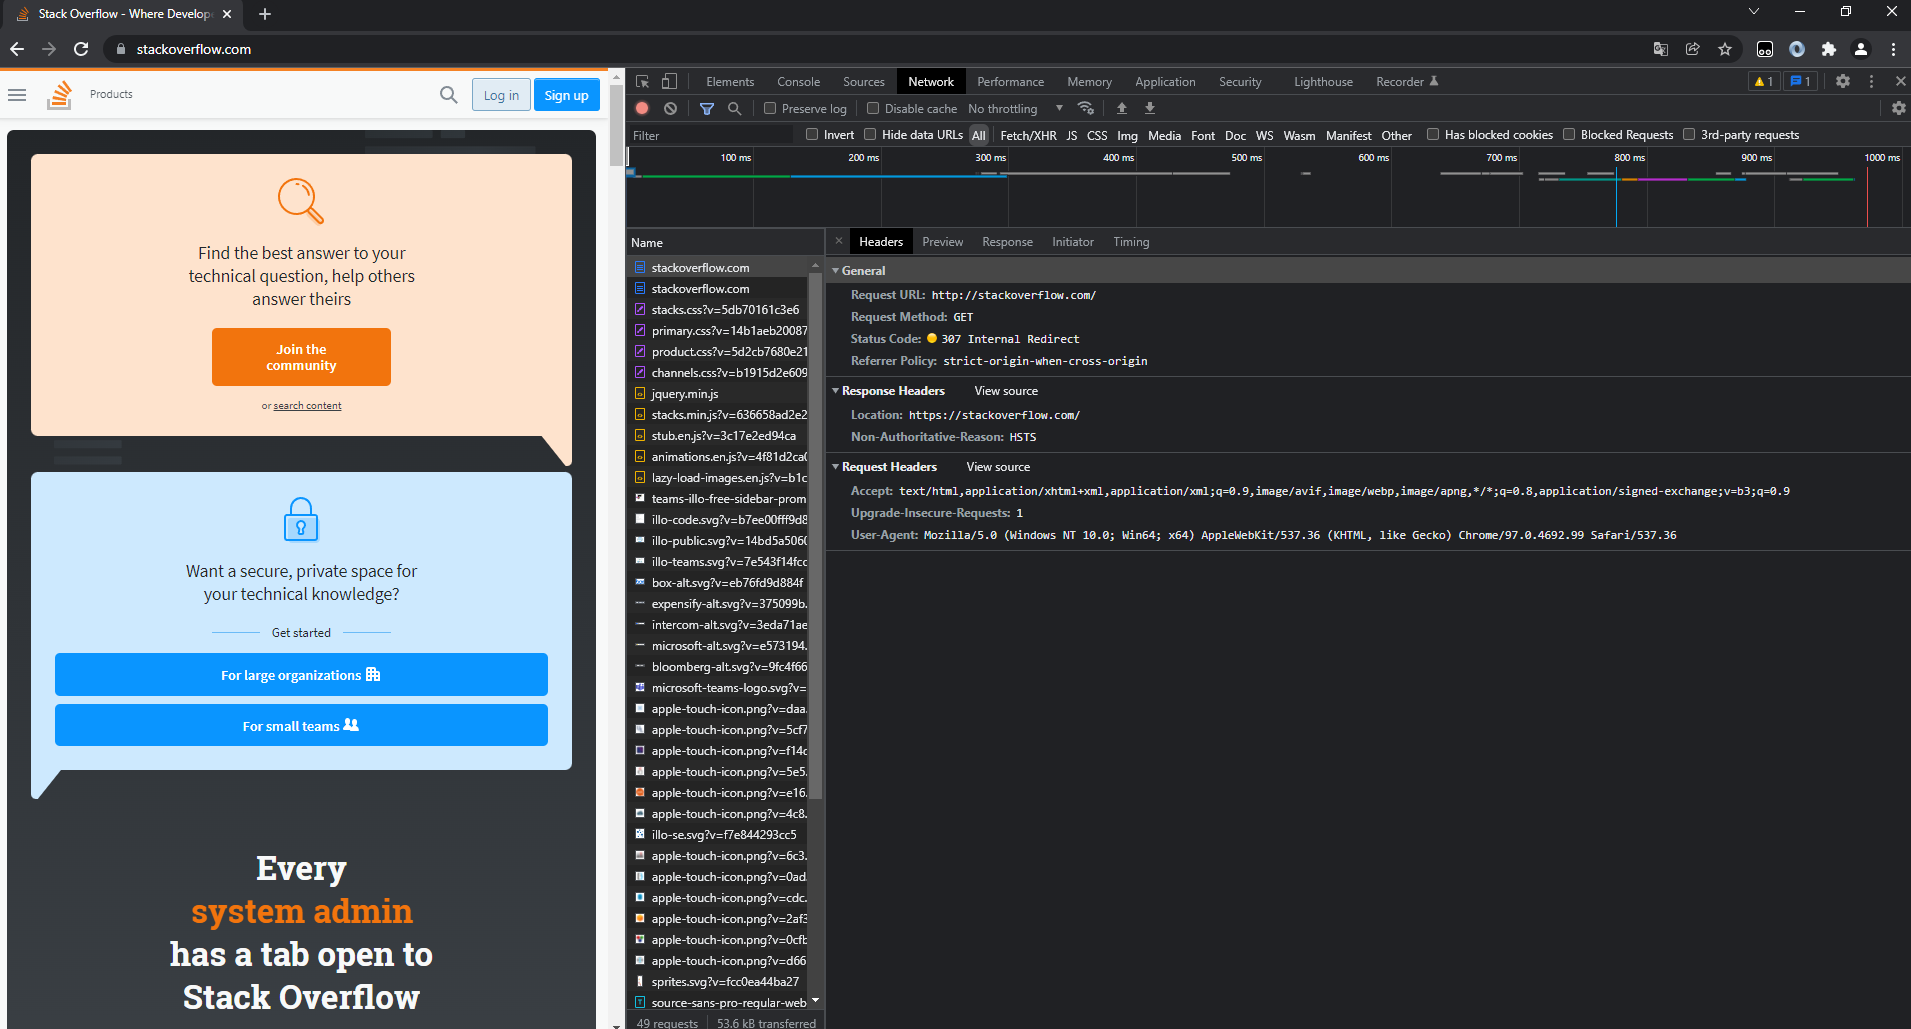 Stack Overflow - Where Develop
stackoverflow.com
Products
Log in
Sign up
Find the best answer to your
technical question, help others
answer theirs
Join the
community
or search content
Want a secure, private space for
your technical knowledge?
Get started
For large organizations
For small teams
Every
system admin
has a tab open to
Stack Overflow
Elements Console Sources Network Performance Memory Application Security Lighthouse Recorder 1 1
Preserve log Disable cache No throttling
Filter Invert Hide data URLs All Fetch/XHR JS CSS Img Media Font Doc WS Wasm Manifest Other Has blocked cookies Blocked Requests 3rd-party requests
100 ms 200 ms 300 ms 400 ms 500 ms 600 ms 700 ms 800 ms 900 ms 1000 ms
Name
stackoverflow.com
stackoverflow.com
stacks.css?v=5db70161c3e6
primary.css?v=14b1aeb20087
product.css?v=5d2cb7680e21
channels.css?v=b1915d2e609
jquery.min.js
stacks.min.js?v=636658ad2e2
stub.en.js?v=3c17e2ed94ca
animations.en.js?v=4f81d2ca0
lazy-load-images.en.js?v=b1c
teams-illo-free-sidebar-prom
illo-code.svg?v=b7ee00fff9d8
illo-public.svg?v=14bd5a5060
illo-teams.svg?v=7e543f14fcc
box-alt.svg?v=eb76fd9d884f
expensify-alt.svg?v=375099b.
intercom-alt.svg?v=3eda71ae
microsoft-alt.svg?v=e573194.
bloomberg-alt.svg?v=9fc4f66
microsoft-teams-logo.svg?v=
apple-touch-icon.png?v=daa.
apple-touch-icon.png?v=5cf7
apple-touch-icon.png?v=f14c
apple-touch-icon.png?v=5e5.
apple-touch-icon.png?v=e16.
apple-touch-icon.png?v=4c8.
illo-se.svg?v=f7e844293cc5
apple-touch-icon.png?v=6c3.
apple-touch-icon.png?v=0ad.
apple-touch-icon.png?v=cdc.
apple-touch-icon.png?v=2af3
apple-touch-icon.png?v=0cfb
apple-touch-icon.png?v=d66
sprites.svg?v=fcc0ea44ba27
source-sans-pro-regular-web
49 requests 53.6 kB transferred
Headers Preview Response Initiator Timing
General
Request URL: http://stackoverflow.com/
Request Method: GET
Status Code: 307 Internal Redirect
Referrer Policy: strict-origin-when-cross-origin
Response Headers View source
Location: https://stackoverflow.com/
Non-Authoritative-Reason: HSTS
Request Headers View source
Accept: text/html,application/xhtml+xml,application/xml;q=0.9,image/avif,image/webp,image/apng,*/*;q=0.8,application/signed-exchange;v=b3;q=0.9
Upgrade-Insecure-Requests: 1
User-Agent: Mozilla/5.0 (Windows NT 10.0; Win64; x64) AppleWebKit/537.36 (KHTML, like Gecko) Chrome/97.0.4692.99 Safari/537.36